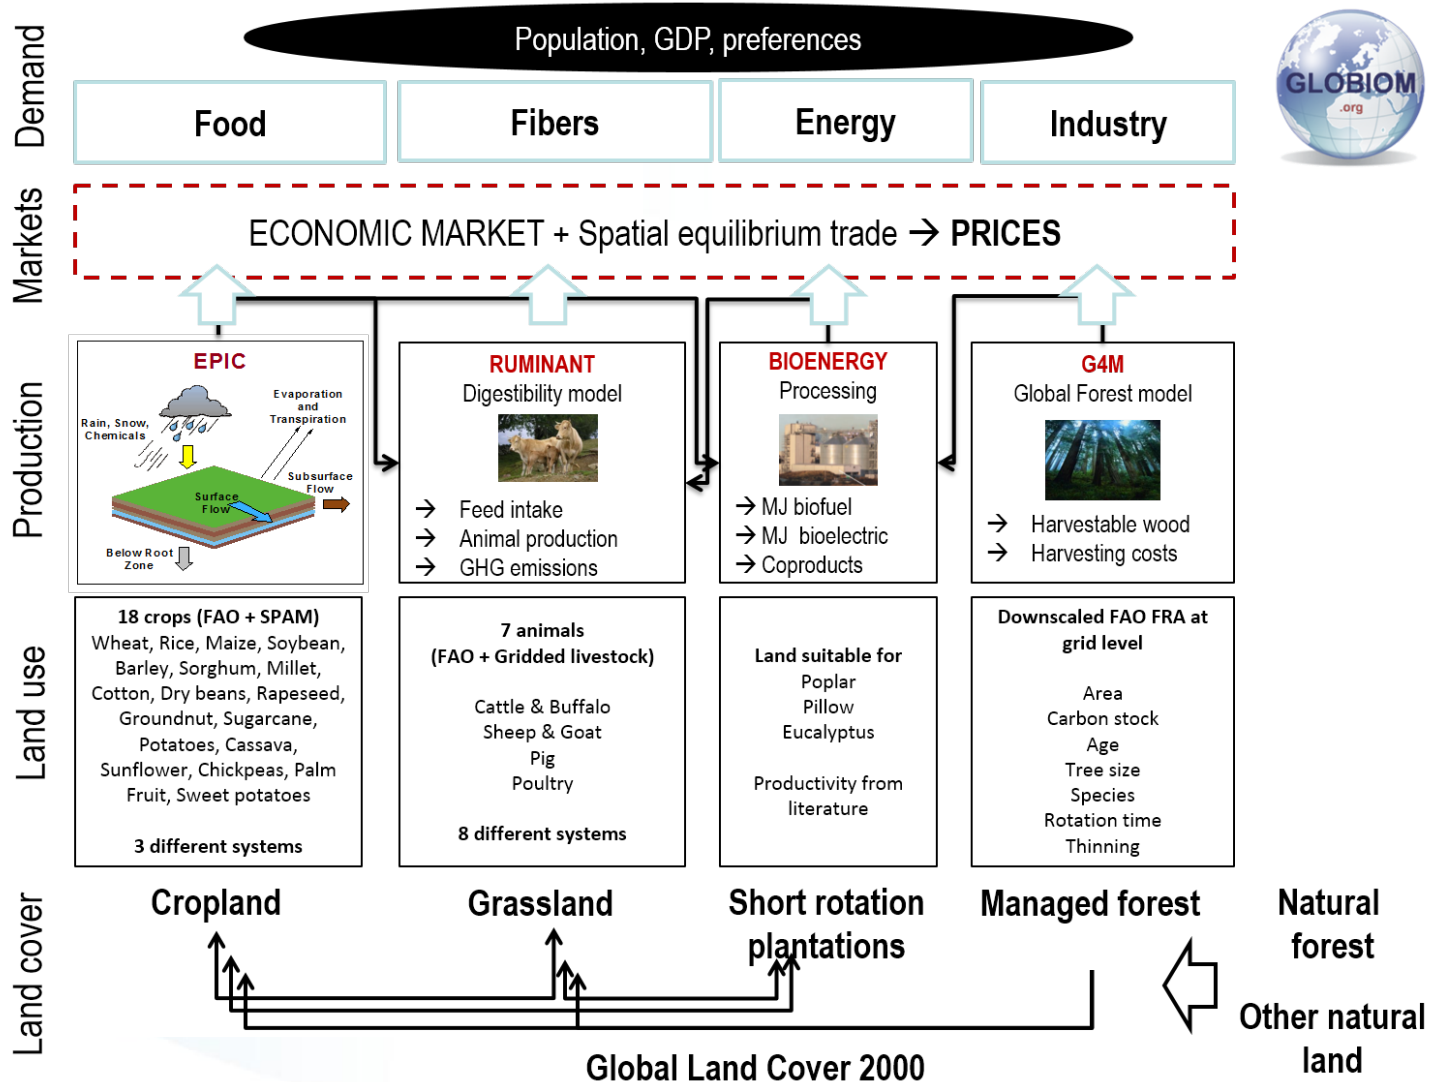 Demand
Population, GDP, preferences
GLOBIOM
.org
Food
Fibers
Energy
Industry
Markets
ECONOMIC MARKET + Spatial equilibrium trade → PRICES
Production
EPIC
Evaporation
and
Transpiration
Rain, Snow,
Chemicals
Subsurface
Flow
Surface
Flow
Below Root
Zone
RUMINANT
Digestibility model
→ Feed intake
→ Animal production
→ GHG emissions
BIOENERGY
Processing
→ MJ biofuel
→ MJ bioelectric
→ Coproducts
G4M
Global Forest model
→ Harvestable wood
→ Harvesting costs
Land use
18 crops (FAO + SPAM)
Wheat, Rice, Maize, Soybean,
Barley, Sorghum, Millet,
Cotton, Dry beans, Rapeseed,
Groundnut, Sugarcane,
Potatoes, Cassava,
Sunflower, Chickpeas, Palm
Fruit, Sweet potatoes
3 different systems
7 animals
(FAO + Gridded livestock)
Cattle & Buffalo
Sheep & Goat
Pig
Poultry
8 different systems
Land suitable for
Poplar
Pillow
Eucalyptus
Productivity from
literature
Downscaled FAO FRA at
grid level
Area
Carbon stock
Age
Tree size
Species
Rotation time
Thinning
Land cover
Cropland
Grassland
Short rotation
plantations
Managed forest
Natural
forest
Other natural
land
Global Land Cover 2000